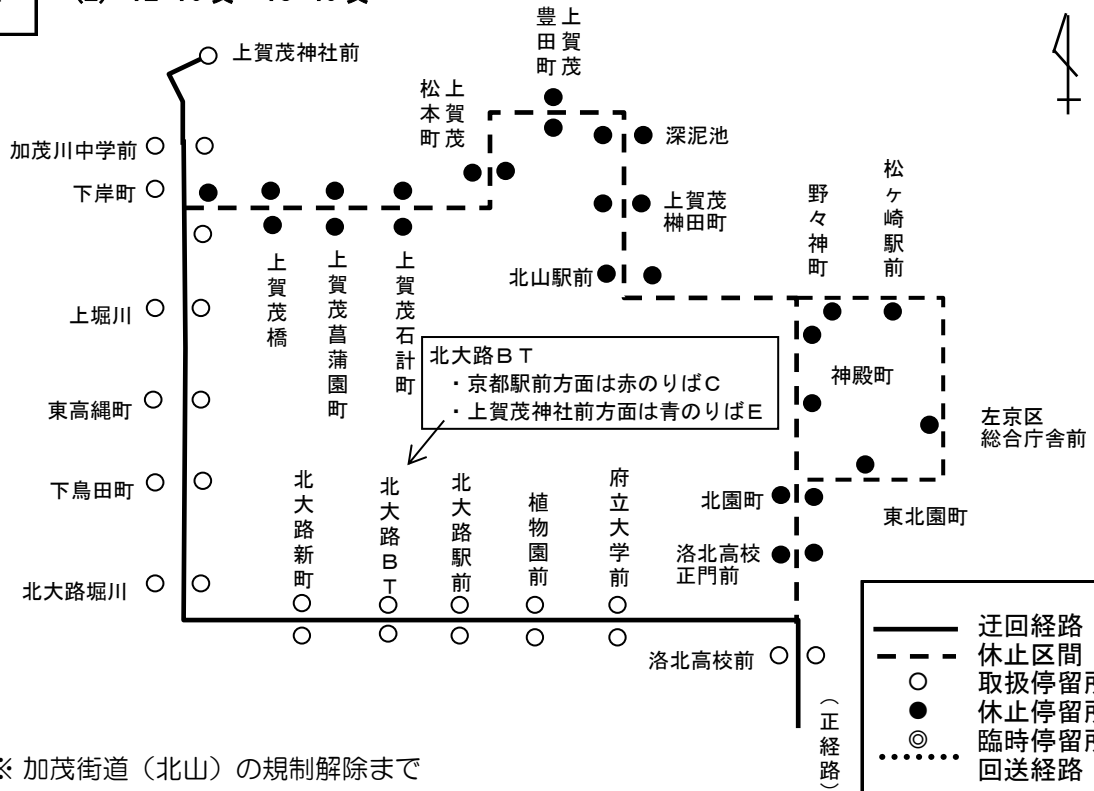 上賀茂神社前
上賀茂
豊田町
上賀茂
松本町
加茂川中学前
下岸町
深泥池
上賀茂
榊田町
野々神町
松ヶ崎駅前
北山駅前
上賀茂橋
上賀茂菖蒲園町
上賀茂石計町
上堀川
北大路BT
・京都駅前方面は赤のりばC
・上賀茂神社前方面は青のりばE
神殿町
東高縄町
左京区
総合庁舎前
下鳥田町
北大路新町
北大路BT
北大路駅前
植物園前
府立大学前
北園町
東北園町
洛北高校
正門前
北大路堀川
洛北高校前
(正経路)
迂回経路
休止区間
取扱停留所
休止停留所
臨時停留所
回送経路
※ 加茂街道(北山)の規制解除まで